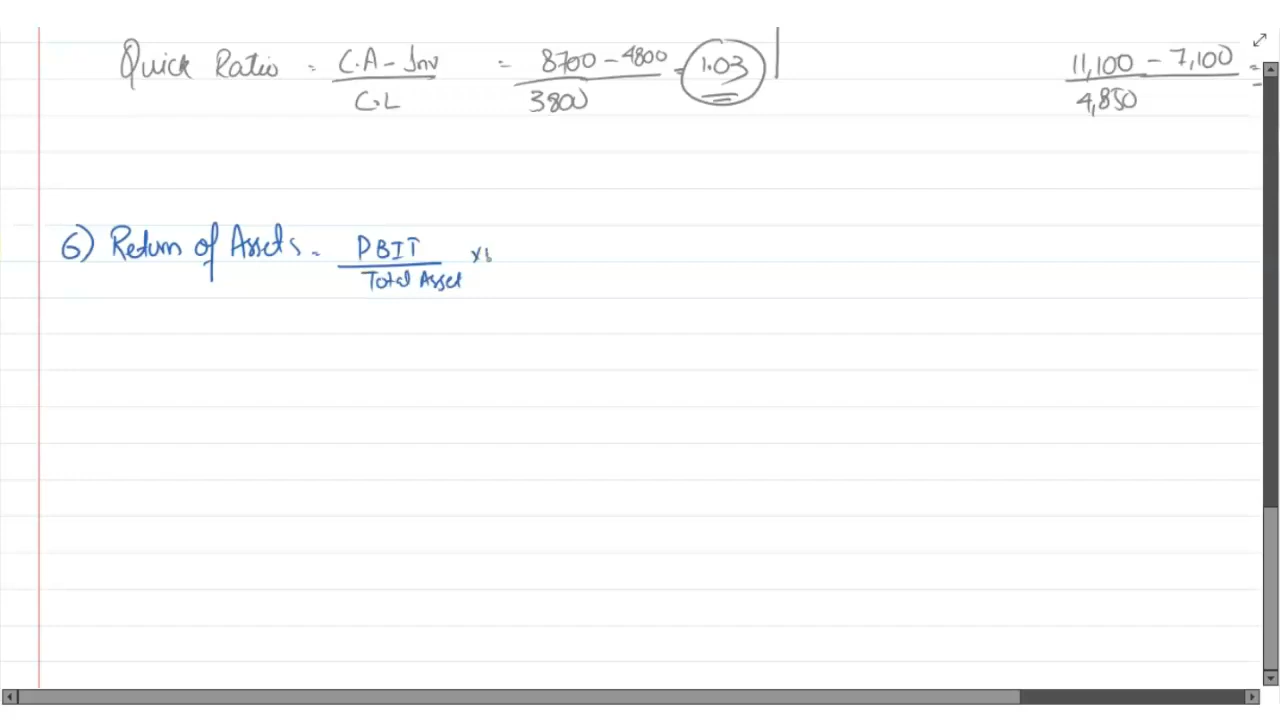 Quick Ratio = C.A - Inv / C.L = 8700 - 4800 / 3800 = 1.03 11,100 - 7,100 / 4,850 =
6) Return of Assets = PBIT / Total Asset x1